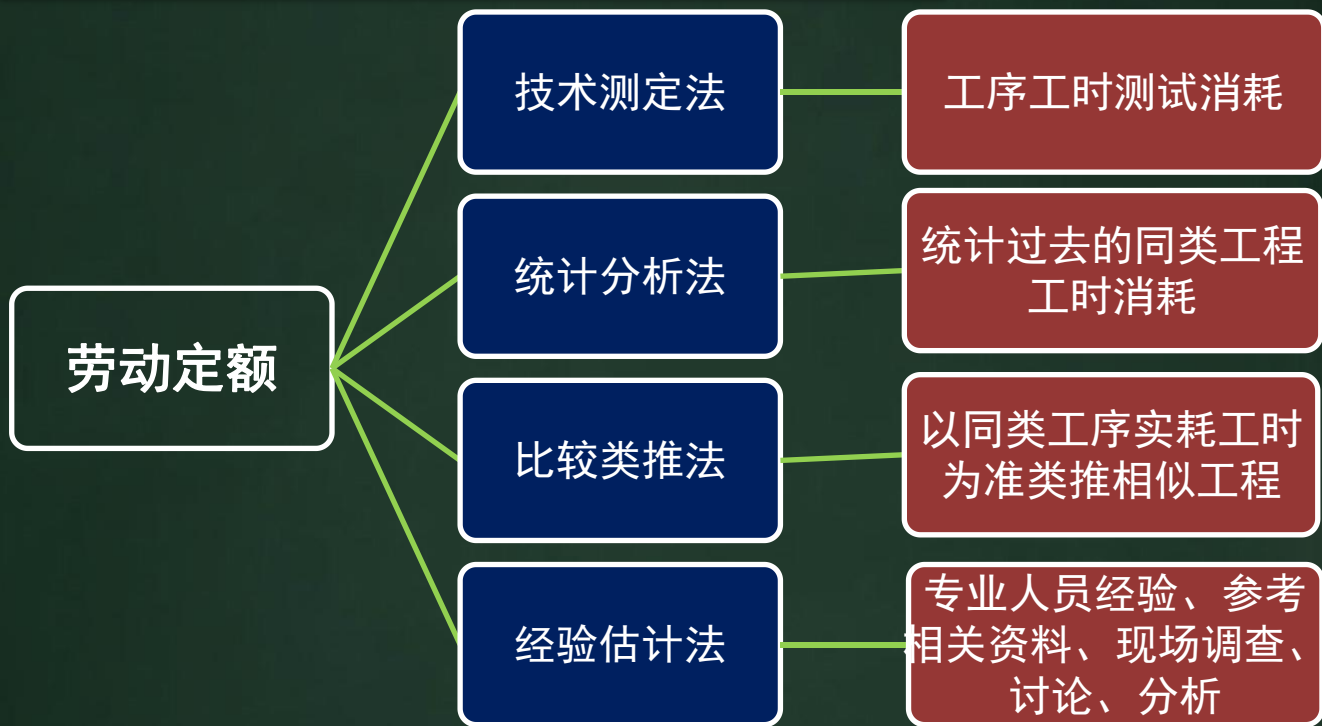 劳动定额
技术测定法
工序工时测试消耗
统计分析法
统计过去的同类工程
工时消耗
比较类推法
以同类工序实耗工时
为准类推相似工程
经验估计法
专业人员经验、参考
相关资料、现场调查、
讨论、分析